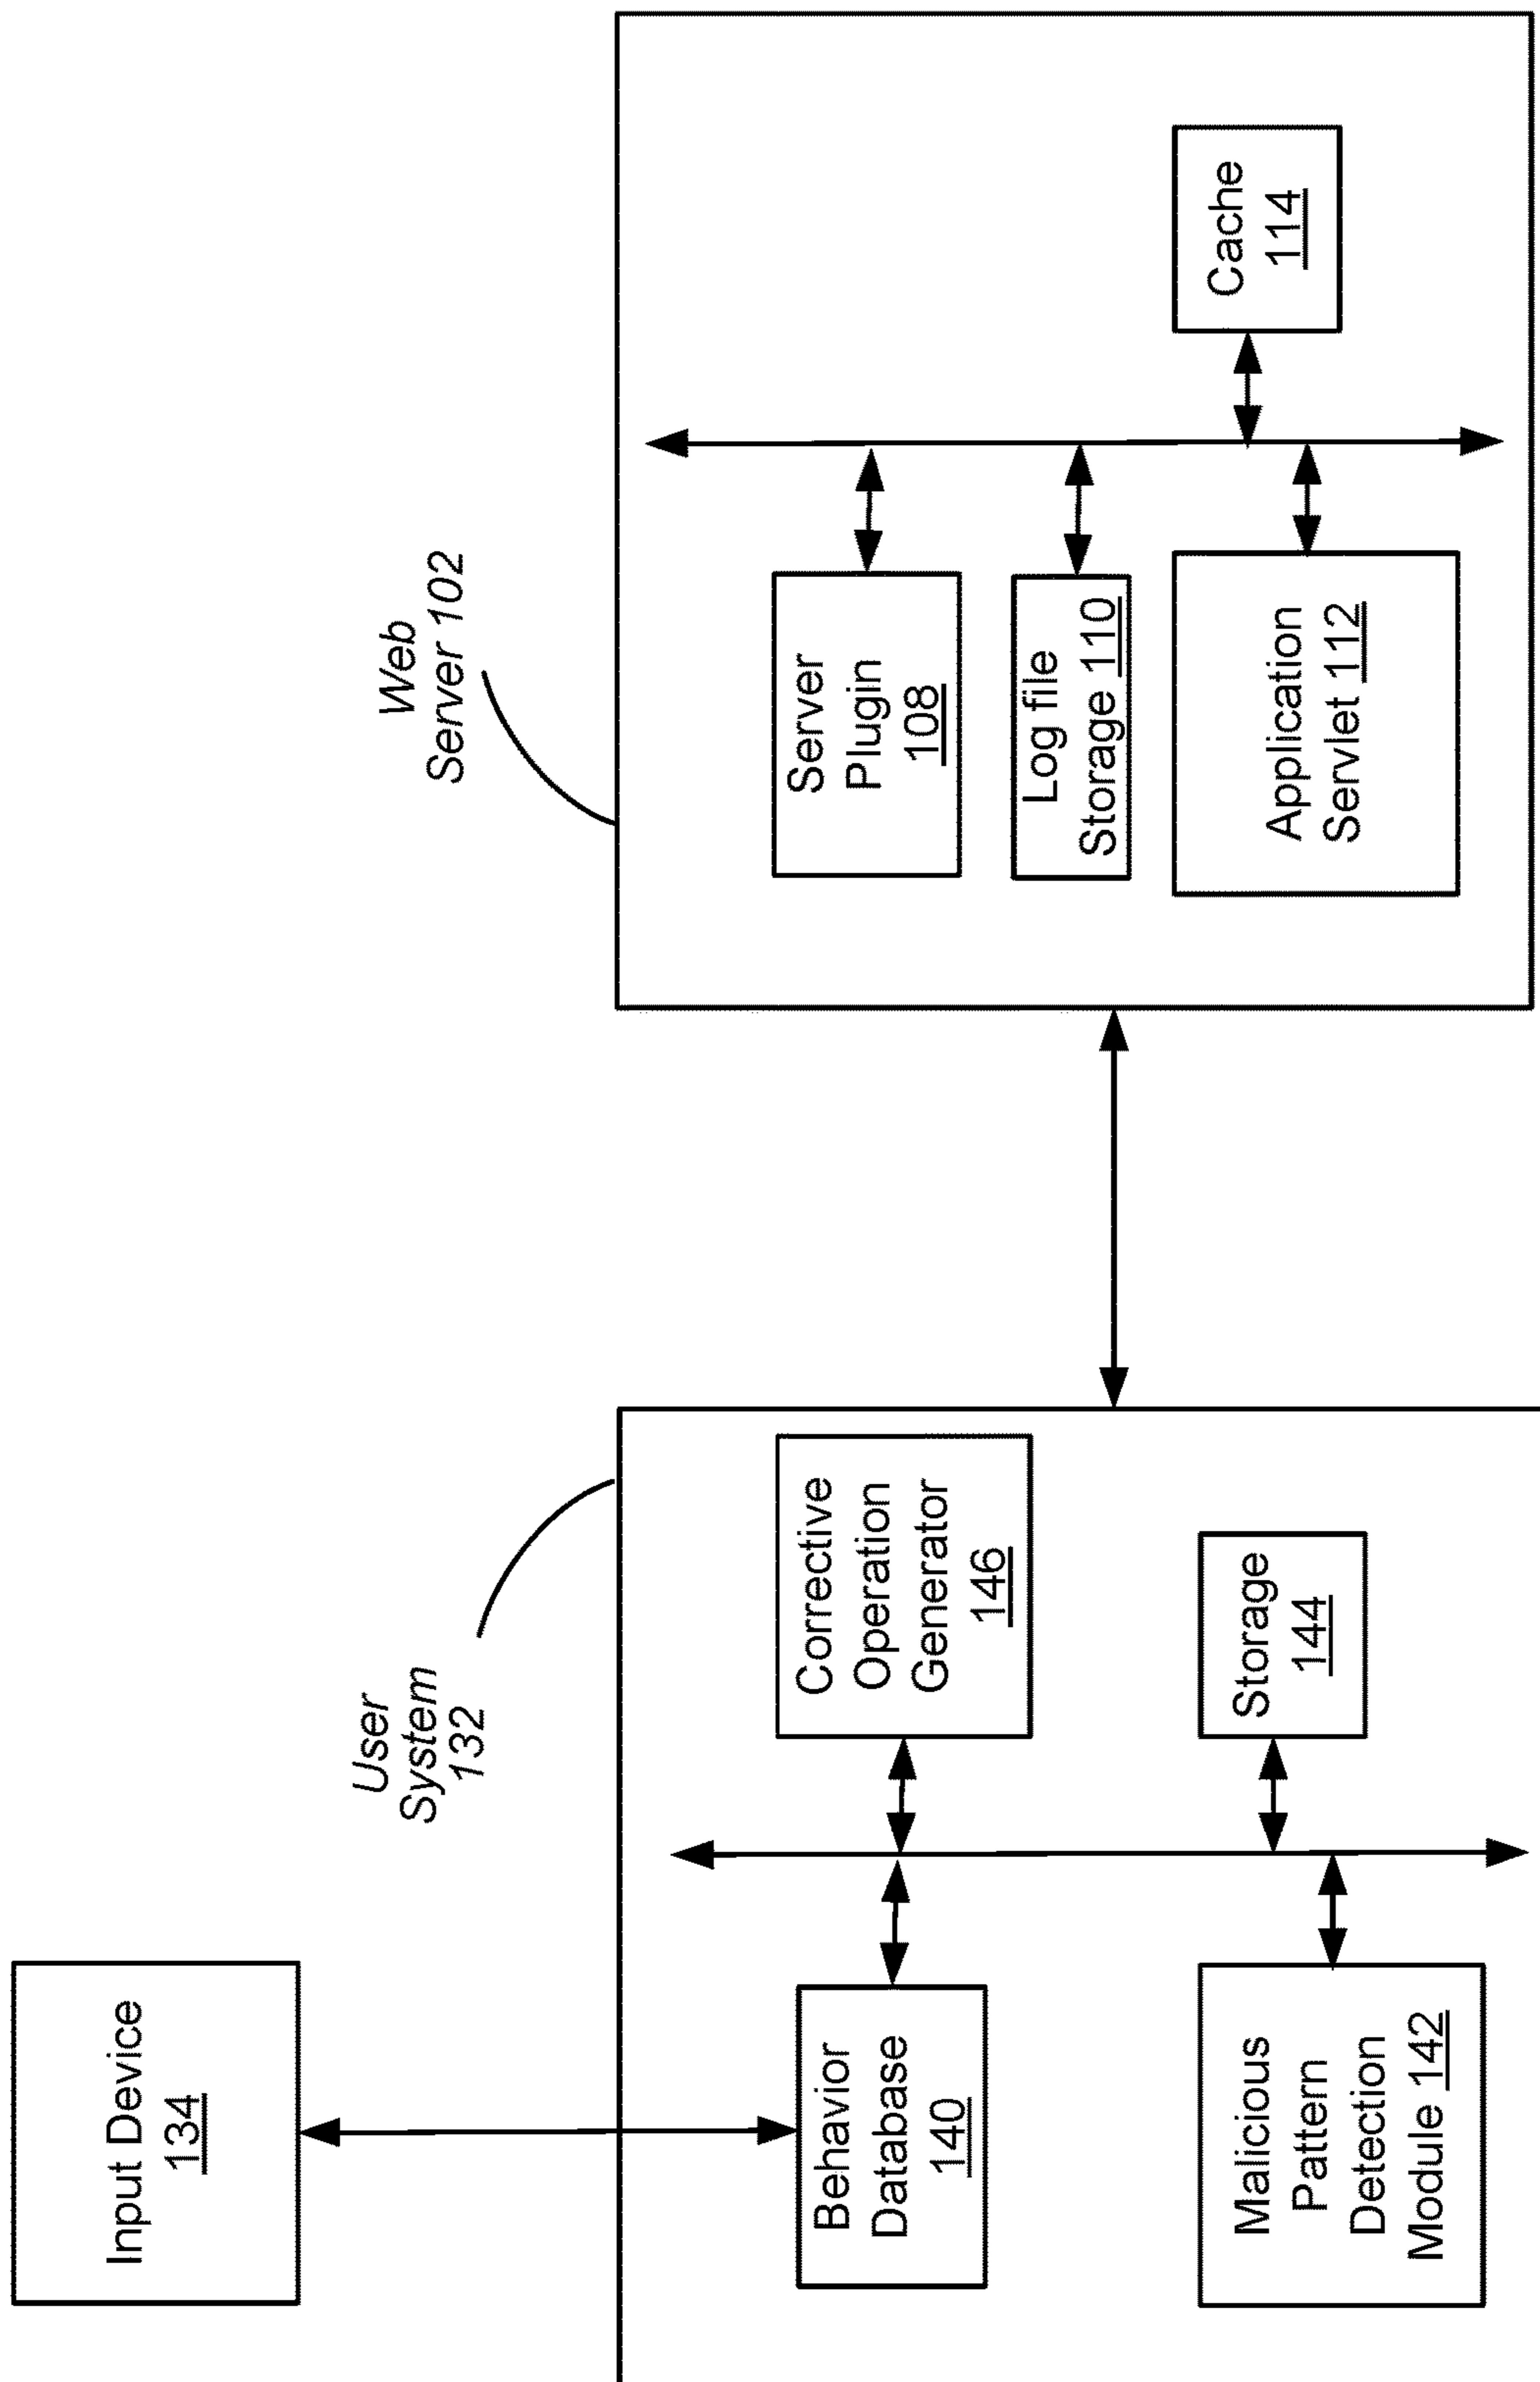 Input Device
134
User
System
132
Behavior
Database
140
Corrective
Operation
Generator
146
Malicious
Pattern
Detection
Module 142
Storage
144
Web
Server 102
Server
Plugin
108
Log file
Storage 110
Application
Servlet 112
Cache
114